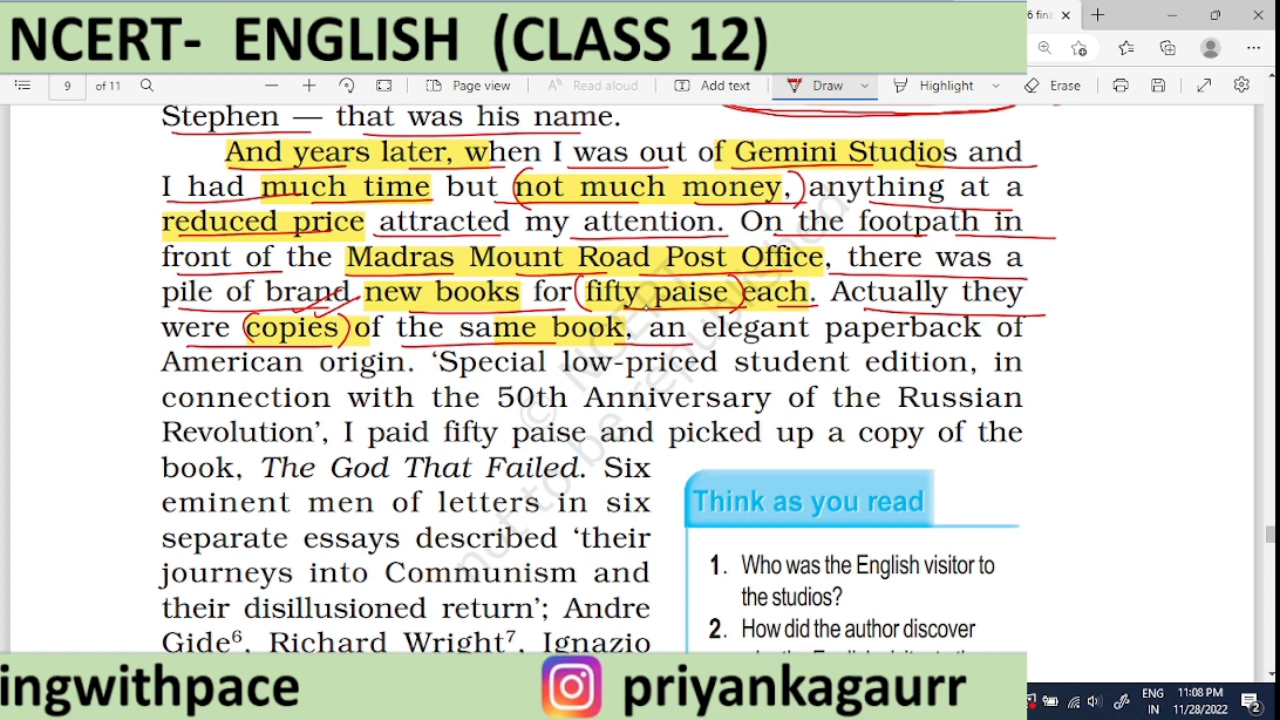 NCERT- ENGLISH (CLASS 12)
6 fina
9 of 11
Page view
Read aloud
Add text
Draw
Highlight
Erase
Stephen — that was his name.
And years later, when I was out of Gemini Studios and
I had much time but not much money, anything at a
reduced price attracted my attention. On the footpath in
front of the Madras Mount Road Post Office, there was a
pile of brand new books for fifty paise each. Actually they
were copies of the same book, an elegant paperback of
American origin. ‘Special low-priced student edition, in
connection with the 50th Anniversary of the Russian
Revolution’, I paid fifty paise and picked up a copy of the
book, The God That Failed. Six
eminent men of letters in six
separate essays described ‘their
journeys into Communism and
their disillusioned return’; Andre
Gide⁶, Richard Wright⁷, Ignazio
Think as you read
1. Who was the English visitor to
the studios?
2. How did the author discover
© NCERT
not to be republished
ingwithpace
priyankagaurr
ENG
IN
11:08 PM
11/28/2022
2